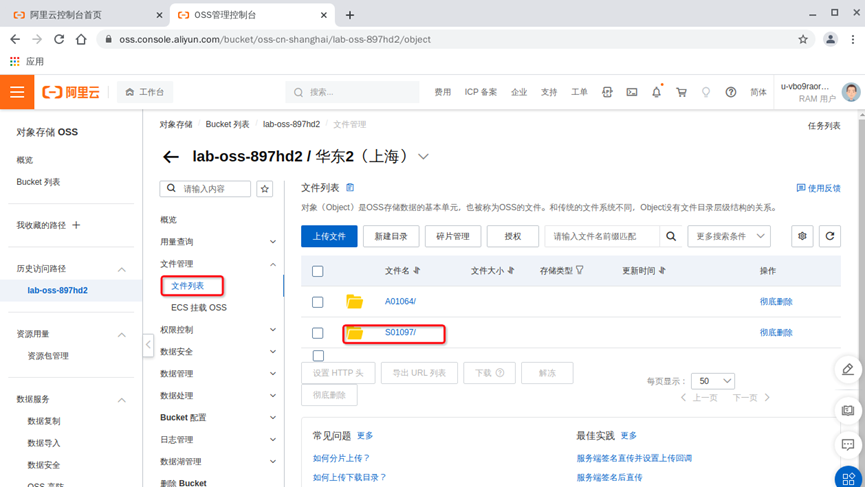 阿里云控制台首页
OSS管理控制台
oss.console.aliyun.com/bucket/oss-cn-shanghai/lab-oss-897hd2/object
应用
阿里云
工作台
搜索...
费用
ICP 备案
企业
支持
工单
简体
u-vbo9raor...
RAM 用户
对象存储 OSS
概览
Bucket 列表
我收藏的路径
历史访问路径
lab-oss-897hd2
资源用量
资源包管理
数据服务
数据复制
数据导入
数据安全
OSS 高防
对象存储 / Bucket 列表 / lab-oss-897hd2 / 文件管理
任务列表
lab-oss-897hd2 / 华东2（上海）
请输入内容
概览
用量查询
文件管理
文件列表
ECS 挂载 OSS
权限控制
数据安全
数据管理
数据处理
Bucket 配置
日志管理
数据湖管理
删除 Bucket
文件列表
使用反馈
对象（Object）是OSS存储数据的基本单元，也被称为OSS的文件。和传统的文件系统不同，Object没有文件目录层级结构的关系。
上传文件
新建目录
碎片管理
授权
请输入文件名前缀匹配
更多搜索条件
文件名
文件大小
存储类型
更新时间
操作
A01064/
彻底删除
S01097/
彻底删除
设置 HTTP 头
导出 URL 列表
下载
解冻
彻底删除
每页显示：
50
上一页
下一页
常见问题 更多
如何分片上传？
如何上传下载目录？
最佳实践 更多
服务端签名直传并设置上传回调
服务端签名后直传